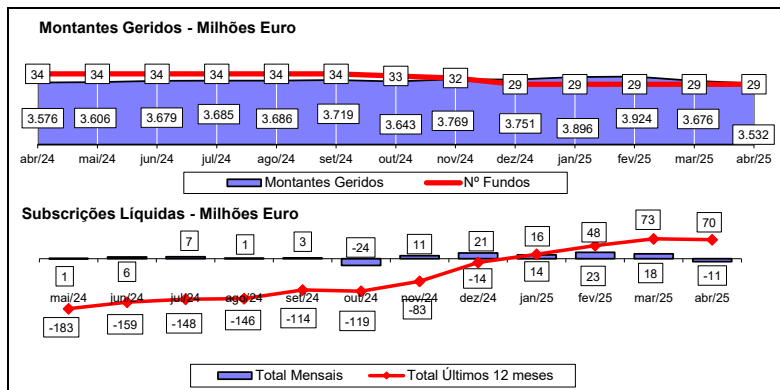 Montantes Geridos - Milhões Euro
34 34 34 34 34 34 33 32 29 29 29 29 29
3.576 3.606 3.679 3.685 3.686 3.719 3.643 3.769 3.751 3.896 3.924 3.676 3.532
abr/24 mai/24 jun/24 jul/24 ago/24 set/24 out/24 nov/24 dez/24 jan/25 fev/25 mar/25 abr/25
Montantes Geridos Nº Fundos
Subscrições Líquidas - Milhões Euro
1 6 7 1 3 -24 11 21 14 23 18 -11
mai/24 jun/24 jul/24 ago/24 set/24 out/24 nov/24 dez/24 jan/25 fev/25 mar/25 abr/25
-183 -159 -148 -146 -114 -119 -83 -14 16 48 73 70
Total Mensais Total Últimos 12 meses